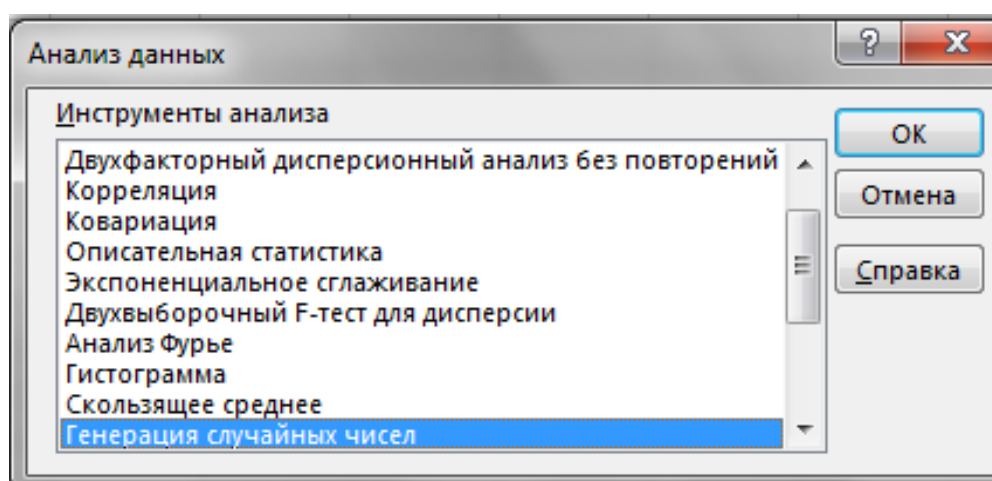 Анализ данных
Инструменты анализа
Двухфакторный дисперсионный анализ без повторений
Корреляция
Ковариация
Описательная статистика
Экспоненциальное сглаживание
Двухвыборочный F-тест для дисперсии
Анализ Фурье
Гистограмма
Скользящее среднее
Генерация случайных чисел
ОК
Отмена
Справка